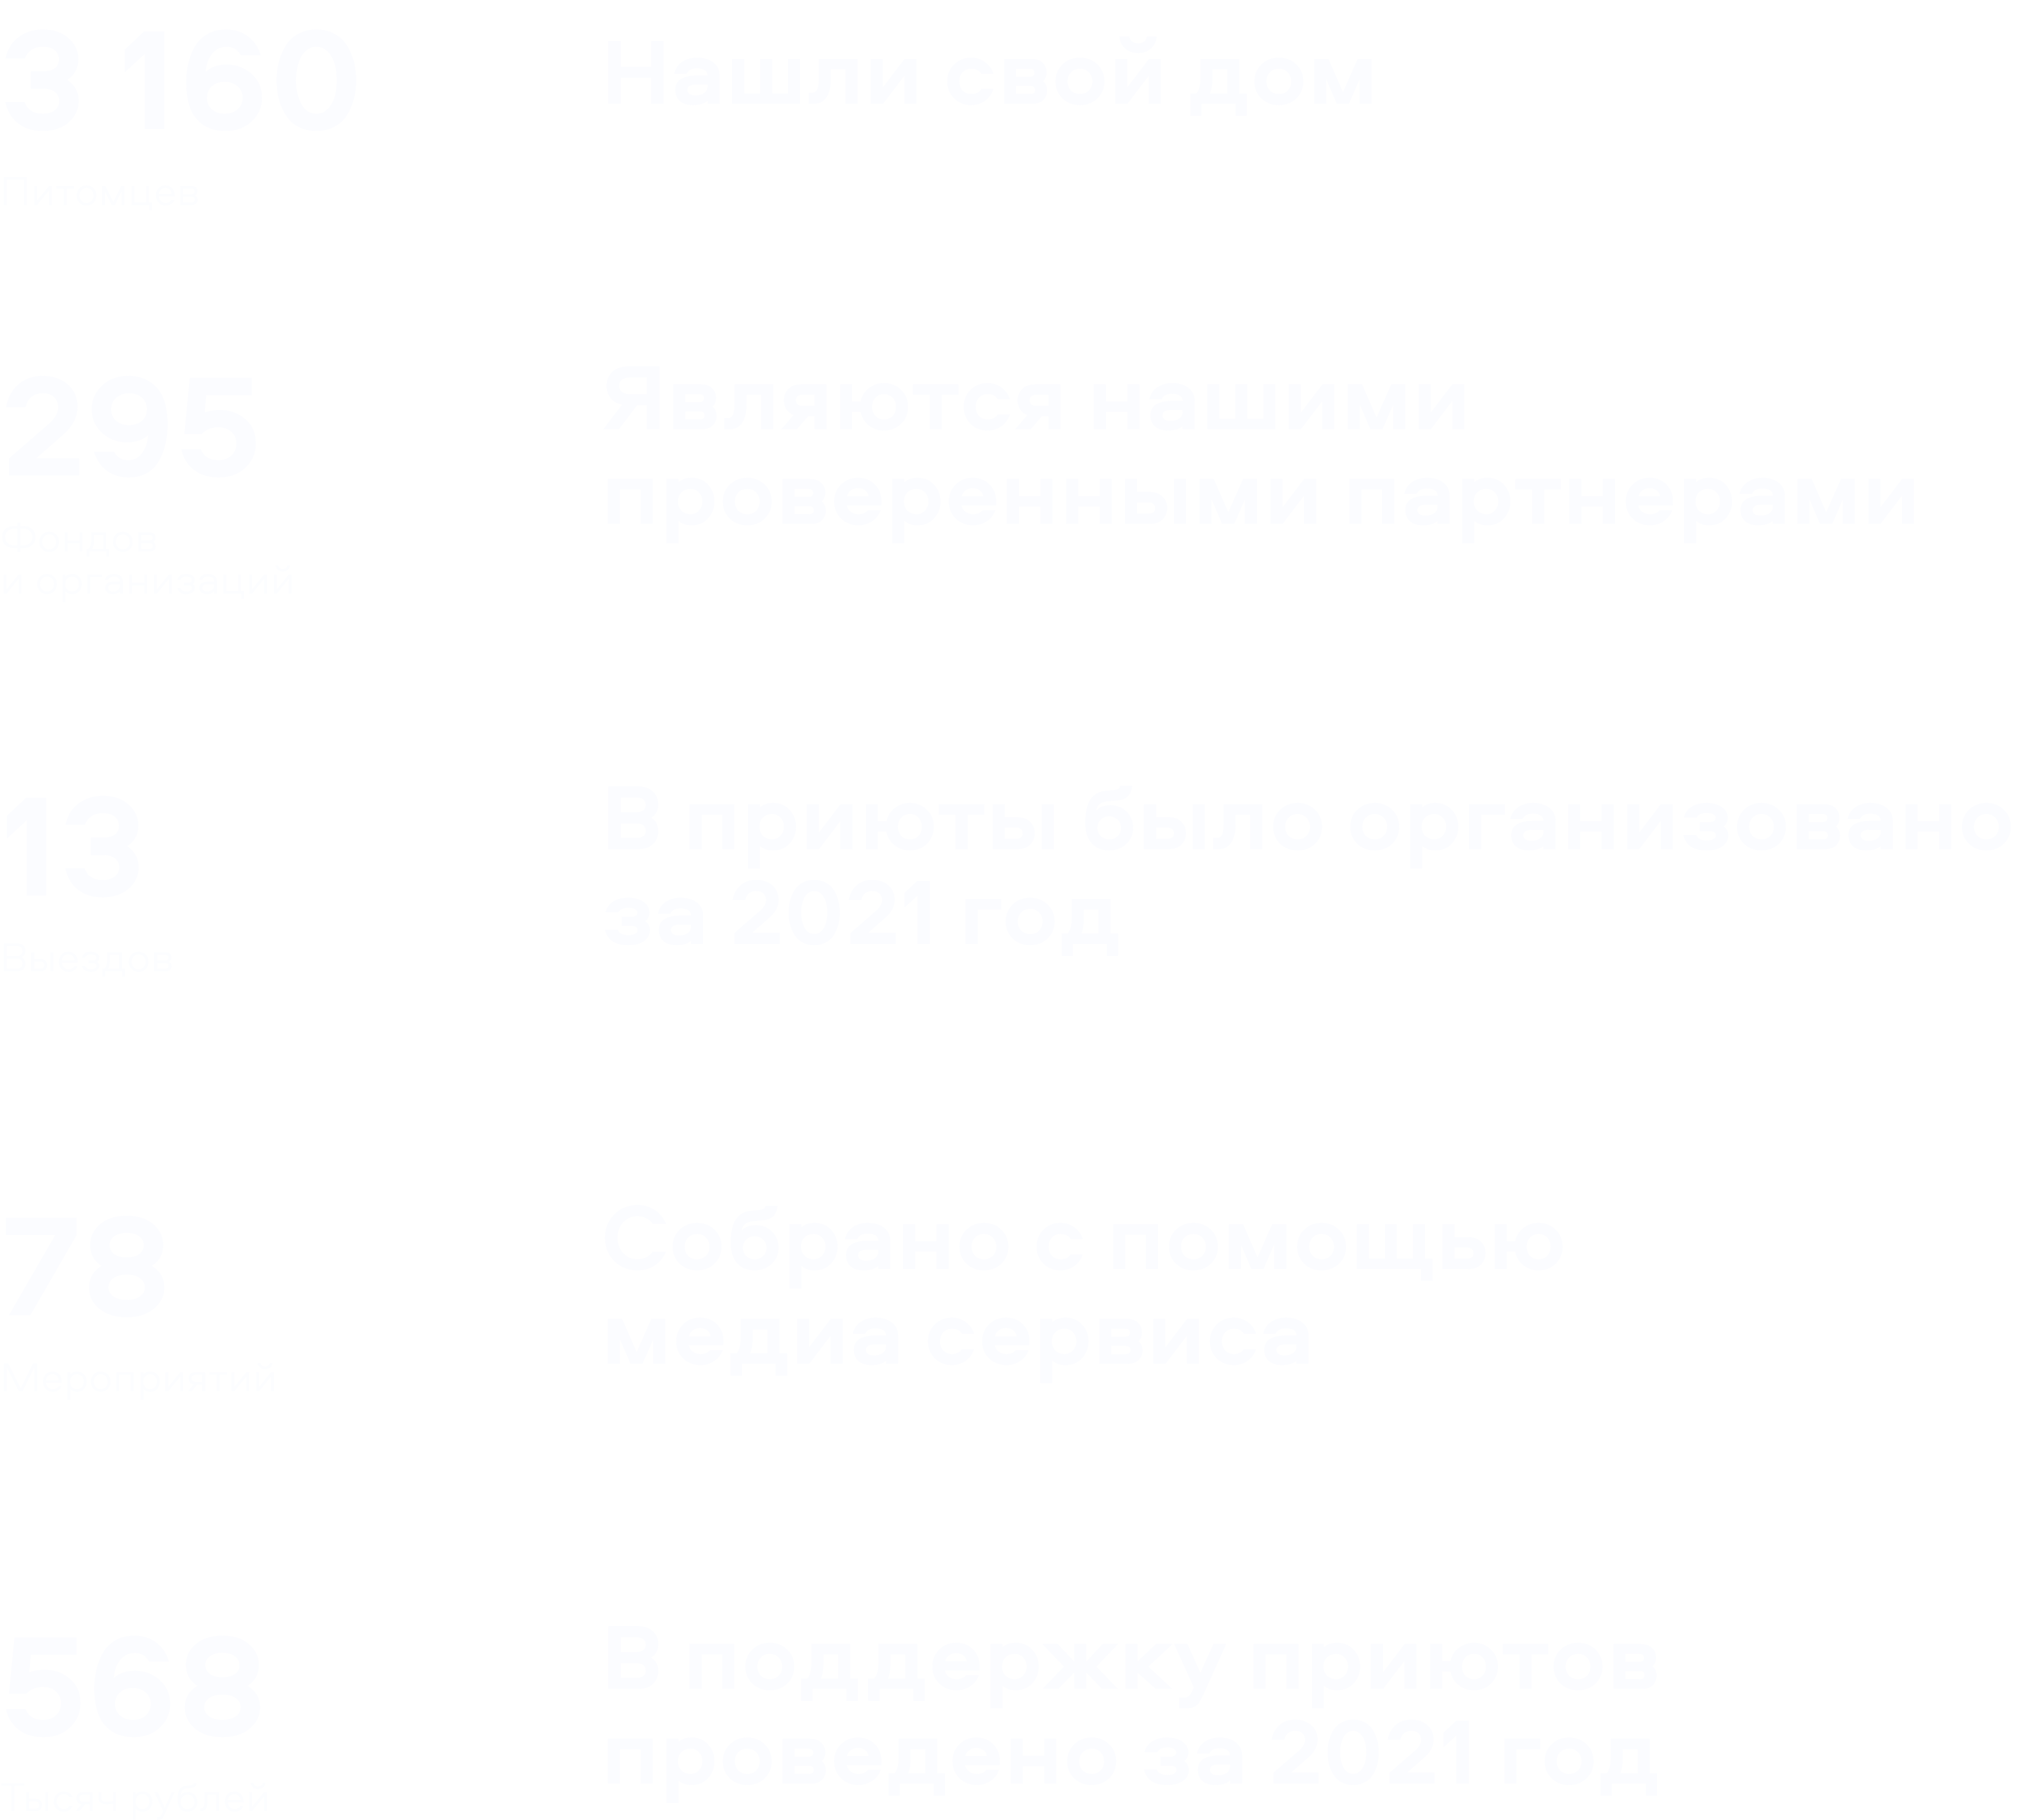 3 160
Нашли свой дом
Питомцев
295
Являются нашими
проверенными партнерами
Фондов
и организаций
13
В приюты было организовано
за 2021 год
Выездов
78
Собрано с помощью
медиа сервиса
Мероприятий
568
В поддержку приютов
проведено за 2021 год
Тысяч рублей